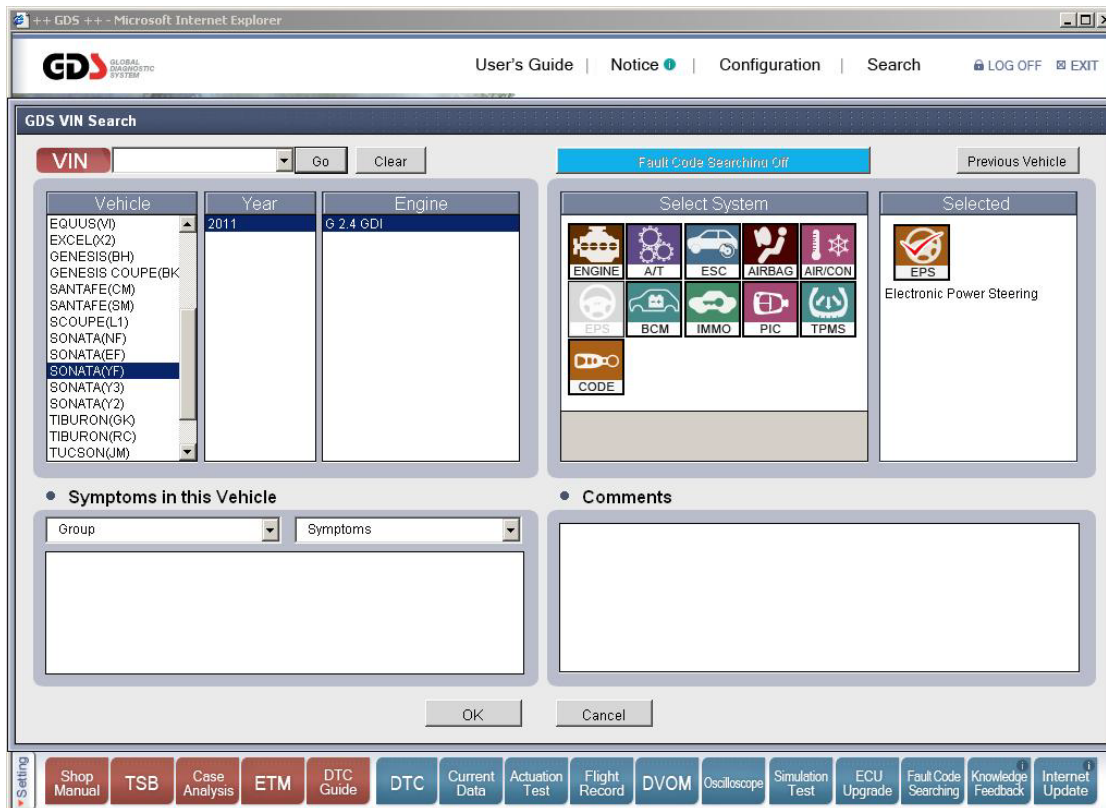 ++ GDS ++ - Microsoft Internet Explorer
GDS GLOBAL DIAGNOSTIC SYSTEM
User's Guide | Notice i | Configuration | Search LOG OFF EXIT
GDS VIN Search
VIN Go Clear Fault Code Searching Off Previous Vehicle
Vehicle Year Engine Select System Selected
EQUUS(VI) 2011 G 2.4 GDI
EXCEL(X2)
GENESIS(BH)
GENESIS COUPE(BK
SANTAFE(CM)
SANTAFE(SM)
SCOUPE(L1)
SONATA(NF)
SONATA(EF)
SONATA(YF)
SONATA(Y3)
SONATA(Y2)
TIBURON(GK)
TIBURON(RC)
TUCSON(JM)
ENGINE A/T ESC AIRBAG AIR/CON
EPS BCM IMMO PIC TPMS
CODE
EPS
Electronic Power Steering
Symptoms in this Vehicle
Group Symptoms
Comments
OK Cancel
Setting
Shop Manual
TSB
Case Analysis
ETM
DTC Guide
DTC
Current Data
Actuation Test
Flight Record
DVOM
Oscilloscope
Simulation Test
ECU Upgrade
Fault Code Searching
Knowledge Feedback
Internet Update